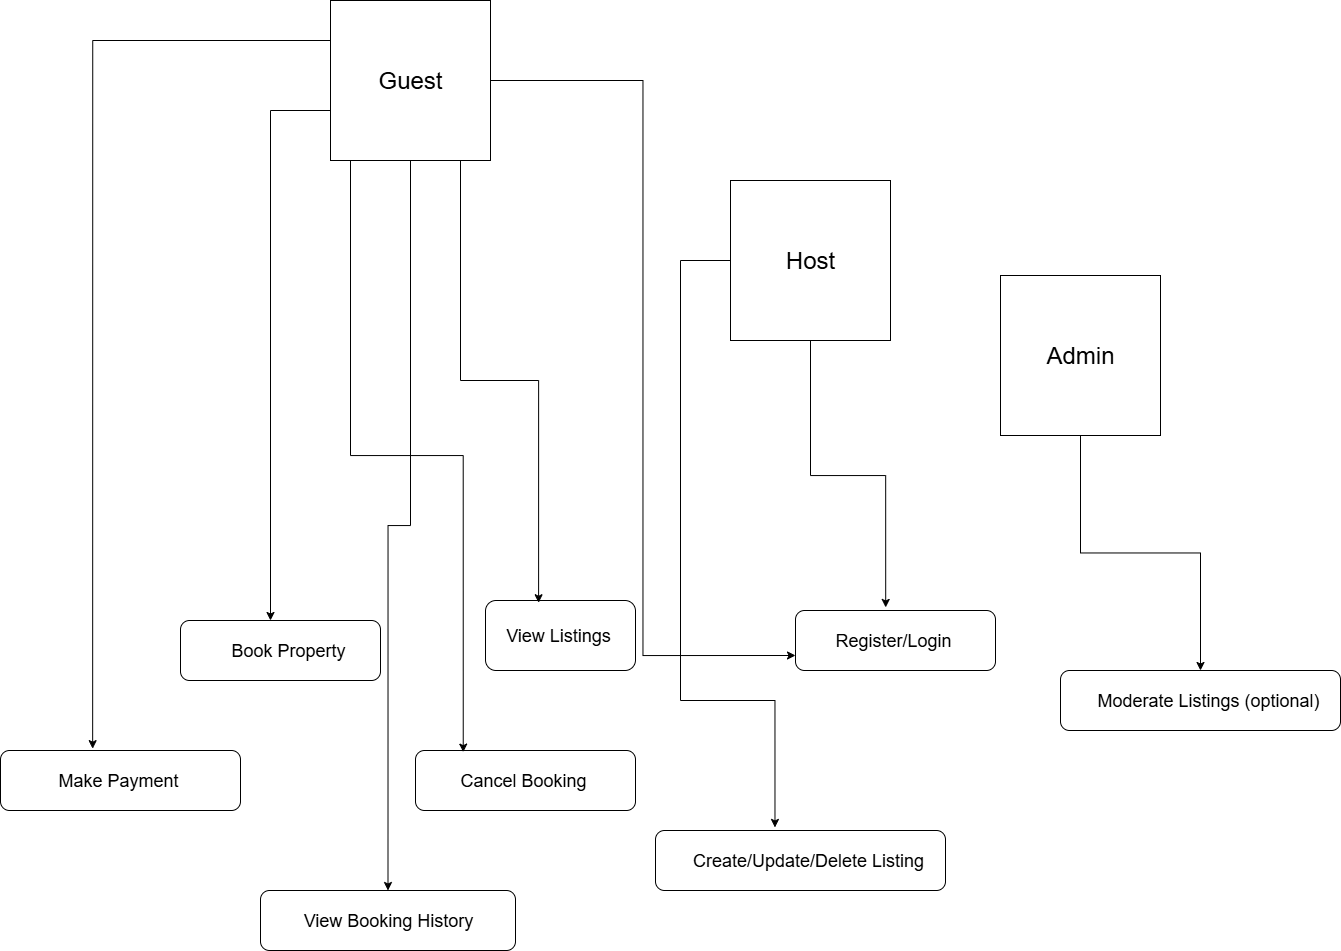 Guest
Host
Admin
View Listings
Register/Login
Book Property
Moderate Listings (optional)
Make Payment
Cancel Booking
Create/Update/Delete Listing
View Booking History